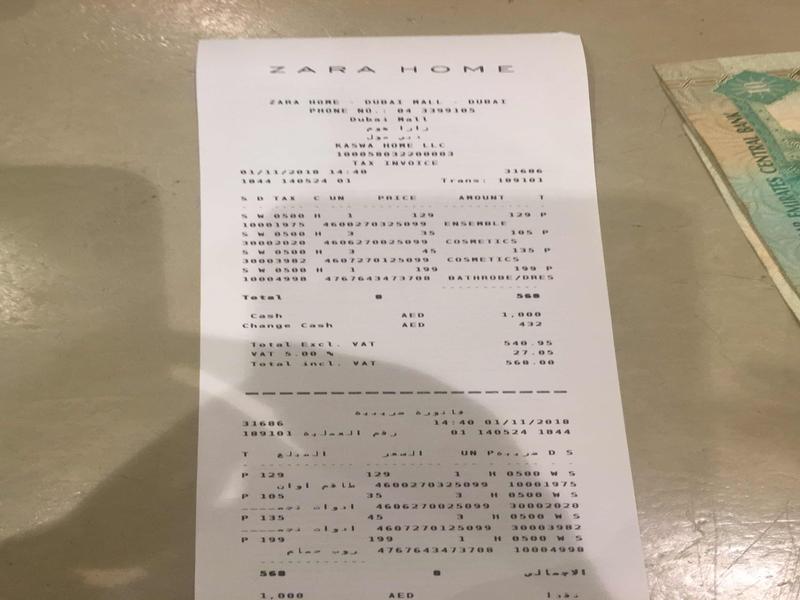 ZARA HOME
ZARA HOME - DUBAI MALL - DUBAI
PHONE NO.: 04 3399105
Dubai Mall
زارا هوم
دبي مول
KASWA HOME LLC
100058032200003
TAX INVOICE
01/11/2018 14:40 31686
1844 140524 01 Trans: 189101
S D TAX C UN PRICE AMOUNT T
S W 0500 H 1 129 129 P
10001975 4600270325099 ENSEMBLE
S W 0500 H 3 35 105 P
30002020 4606270025099 COSMETICS
S W 0500 H 3 45 135 P
30003982 4607270125099 COSMETICS
S W 0500 H 1 199 199 P
10004998 4767643473708 BATHROBE/DRES
Total 8 568
Cash AED 1,000
Change Cash AED 432
Total Excl. VAT 540.95
VAT 5.00 % 27.05
Total incl. VAT 568.00
فاتورة ضريبية
31686 14:40 01/11/2018
189101 رقم العملية 01 140524 1844
T المبلغ السعر UN ضريبة D S
P 129 129 1 H 0500 W S
طاقم اوان 4600270325099 10001975
P 105 35 3 H 0500 W S
ادوات تجمــ 4606270025099 30002020
P 135 45 3 H 0500 W S
ادوات تجمــ 4607270125099 30003982
P 199 199 1 H 0500 W S
روب حمام 4767643473708 10004998
568 8 الاجمالي
1,000 AED نقدا
CENTRAL BANK
EMIRATES